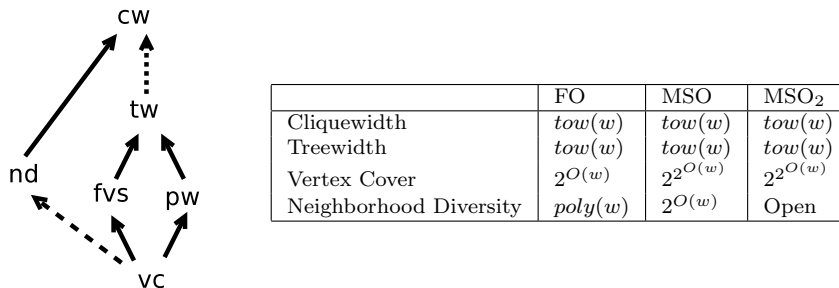 cw
tw
nd
fvs pw
vc
FO MSO MSO₂
Cliquewidth tow(w) tow(w) tow(w)
Treewidth tow(w) tow(w) tow(w)
Vertex Cover 2^{O(w)} 2^{2^{O(w)}} 2^{2^{O(w)}}
Neighborhood Diversity poly(w) 2^{O(w)} Open